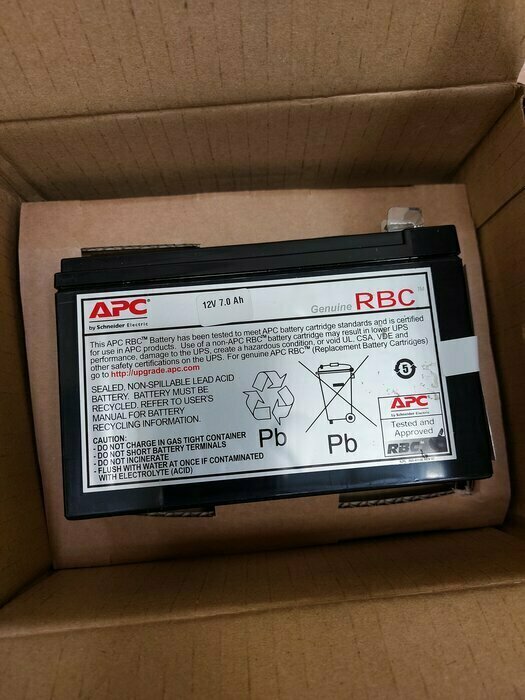 APC
by Schneider Electric
12V 7.0 Ah
Genuine RBC™
This APC RBC™ Battery has been tested to meet APC battery cartridge standards and is certified
for use in APC products. Use of a non-APC RBC™ battery may result in lower UPS
performance, damage to the UPS, create a hazardous condition, or void UL, CSA, VBE and
other safety certifications on the UPS. For genuine APC RBC™ (Replacement Battery Cartridges)
go to http://upgrade.apc.com
SEALED, NON-SPILLABLE LEAD ACID
BATTERY. BATTERY MUST BE
RECYCLED. REFER TO USER'S
MANUAL FOR BATTERY
RECYCLING INFORMATION.
CAUTION:
- DO NOT CHARGE IN GAS TIGHT CONTAINER
- DO NOT SHORT BATTERY TERMINALS
- DO NOT INCINERATE
- FLUSH WITH WATER AT ONCE IF CONTACTED
WITH ELECTROLYTE (ACID)
Pb
Pb
5
APC
by Schneider Electric
Tested and
Approved
RBC